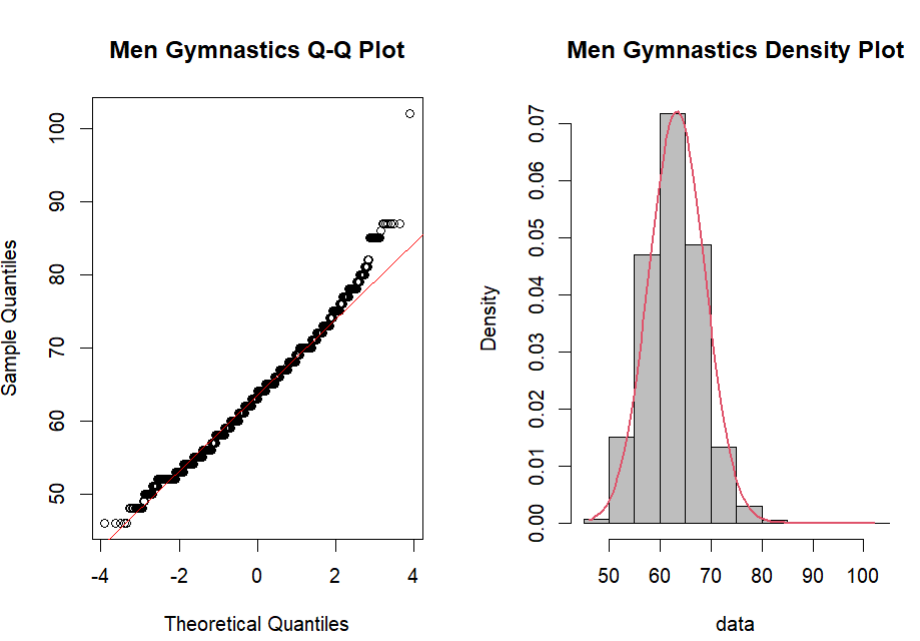 Men Gymnastics Q-Q Plot
Sample Quantiles
100
90
80
70
60
50
-4 -2 0 2 4
Theoretical Quantiles
Men Gymnastics Density Plot
Density
0.07
0.06
0.05
0.04
0.03
0.02
0.01
0.00
50 60 70 80 90 100
data